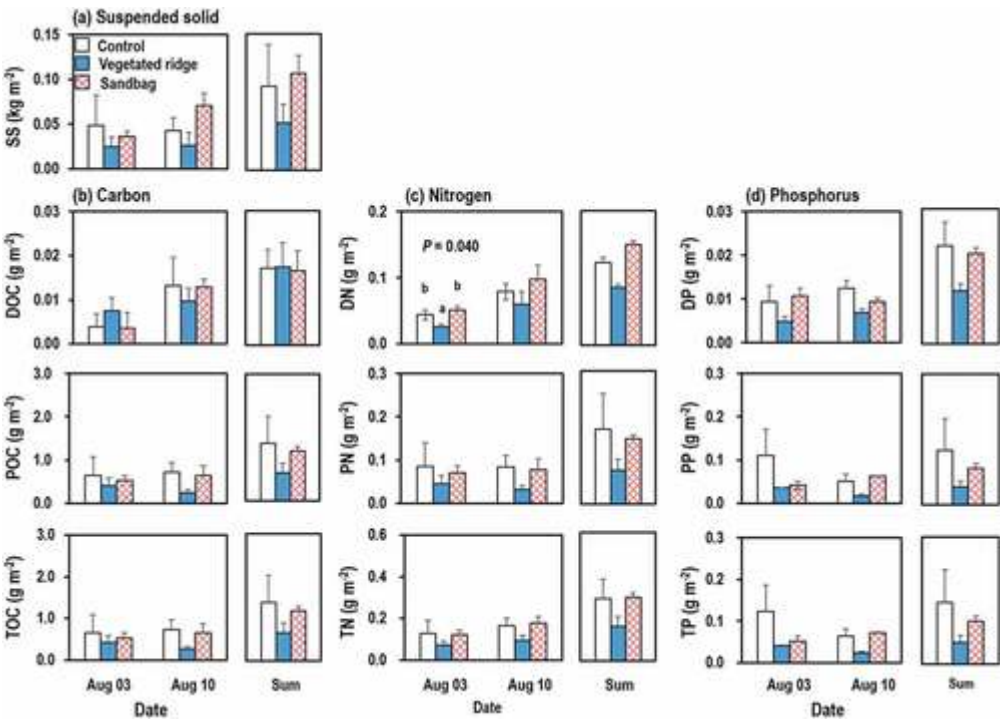 (a) Suspended solid
SS (kg m⁻²)
0.15
0.10
0.05
0.00
Control
Vegetated ridge
Sandbag
(b) Carbon
DOC (g m⁻²)
0.03
0.02
0.01
0.00
POC (g m⁻²)
3.0
2.0
1.0
0.0
TOC (g m⁻²)
3.0
2.0
1.0
0.0
Aug 03 Aug 10 Sum
Date
(c) Nitrogen
DN (g m⁻²)
0.2
0.1
0.0
P = 0.040
b
a
b
PN (g m⁻²)
0.3
0.2
0.1
0.0
TN (g m⁻²)
0.6
0.4
0.2
0.0
Aug 03 Aug 10 Sum
Date
(d) Phosphorus
DP (g m⁻²)
0.03
0.02
0.01
0.00
PP (g m⁻²)
0.3
0.2
0.1
0.0
TP (g m⁻²)
0.3
0.2
0.1
0.0
Aug 03 Aug 10 Sum
Date